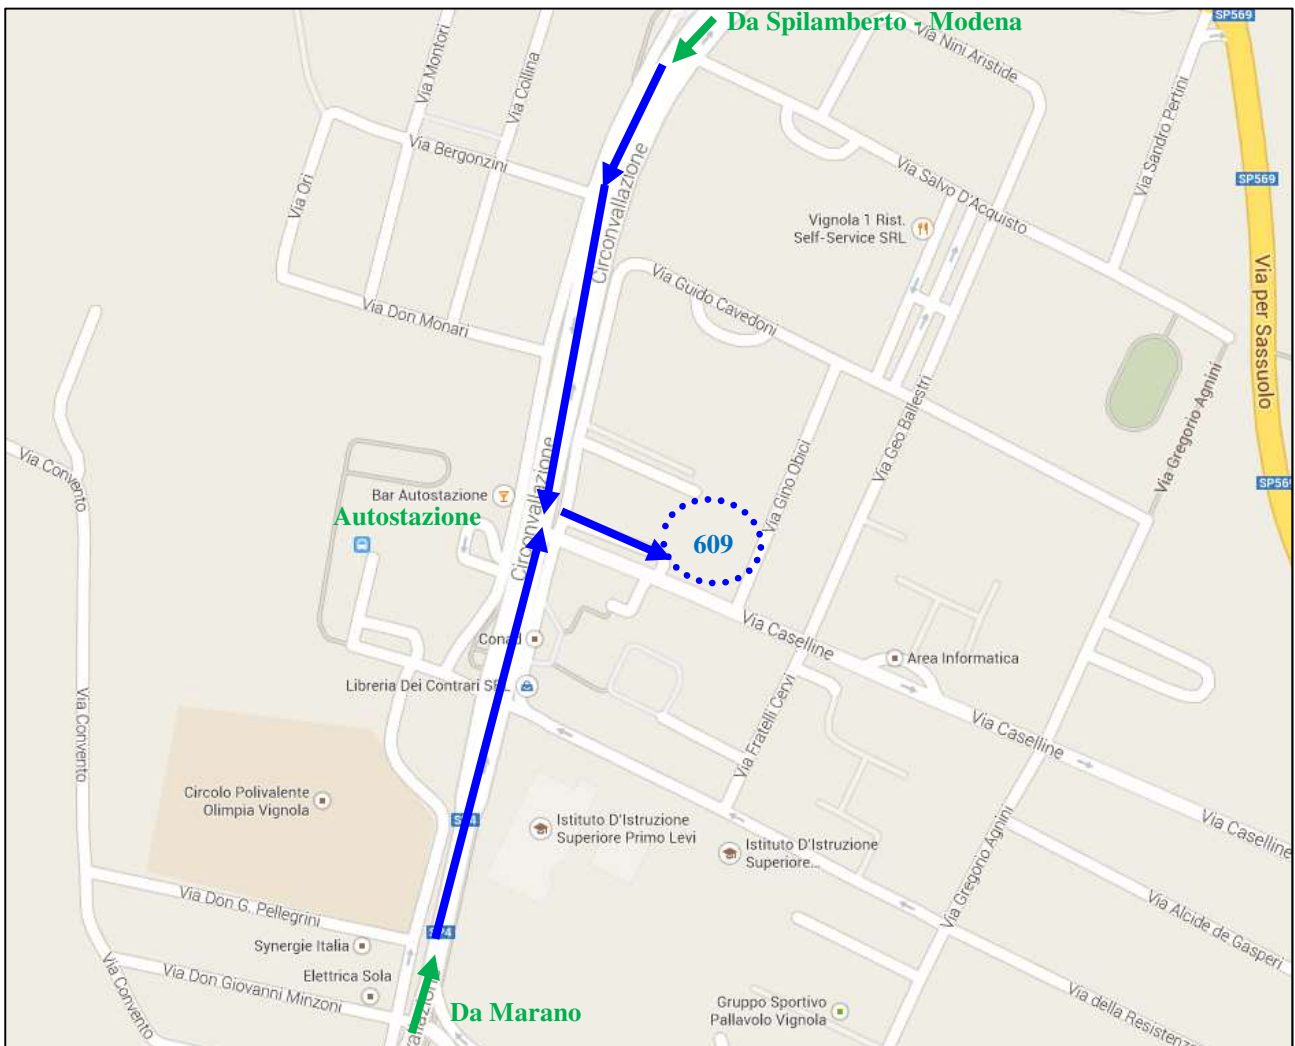 Da Spilamberto - Modena
SP569
Via Nini Aristide
Via Montori
Via Collina
Via Sandro Pertini
Via Bergonzini
Circonvallazione
Via Salvo D'Acquisto
SP569
Via Ori
Vignola 1 Rist.
Self-Service SRL
Via Guido Cavedoni
Via per Sassuolo
Via Don Monari
Via Gregorio Agnini
Via Geo Ballestri
Via Gino Obici
Via Convento
Circonvallazione
Bar Autostazione
SP569
Autostazione
609
Circonvallazione
Via Caselline
Conad
Area Informatica
Libreria Dei Contrari SRL
Via Convento
Via Fratelli Cervi
Via Caselline
Circolo Polivalente
Olimpia Vignola
Istituto D'Istruzione
Superiore Primo Levi
Istituto D'Istruzione
Superiore...
Via Caselline
Via Gregorio Agnini
Via Don G. Pellegrini
Via Alcide de Gasperi
Synergie Italia
Via Don Giovanni Minzoni
Elettrica Sola
Via Convento
Da Marano
Gruppo Sportivo
Pallavolo Vignola
Via della Resistenza